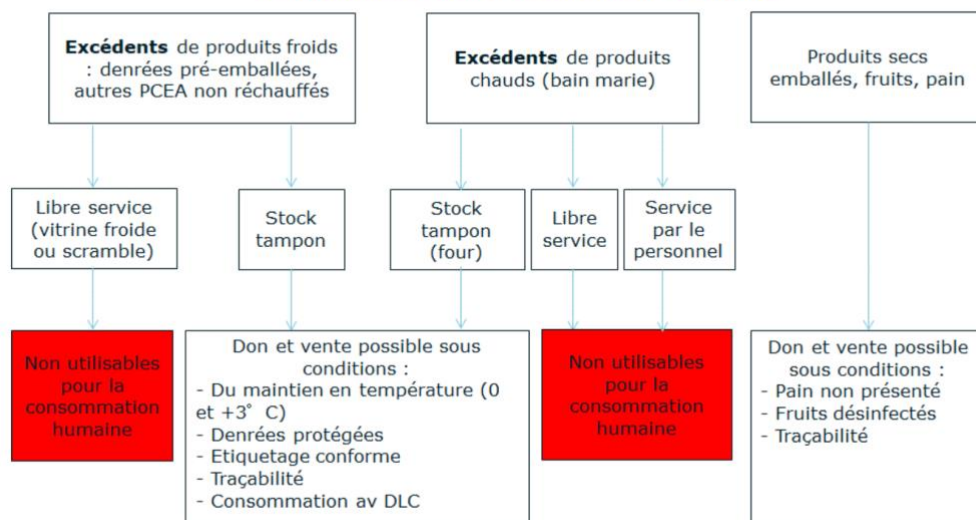 Excédents de produits froids
: denrées pré-emballées,
autres PCEA non réchauffés
Excédents de produits
chauds (bain marie)
Produits secs
emballés, fruits, pain
Libre service
(vitrine froide
ou scramble)
Stock
tampon
Stock
tampon
(four)
Libre
service
Service
par le
personnel
Non utilisables
pour la
consommation
humaine
Don et vente possible sous
conditions :
- Du maintien en température (0
et +3° C)
- Denrées protégées
- Etiquetage conforme
- Traçabilité
- Consommation av DLC
Non utilisables
pour la
consommation
humaine
Don et vente possible
sous conditions :
- Pain non présenté
- Fruits désinfectés
- Traçabilité